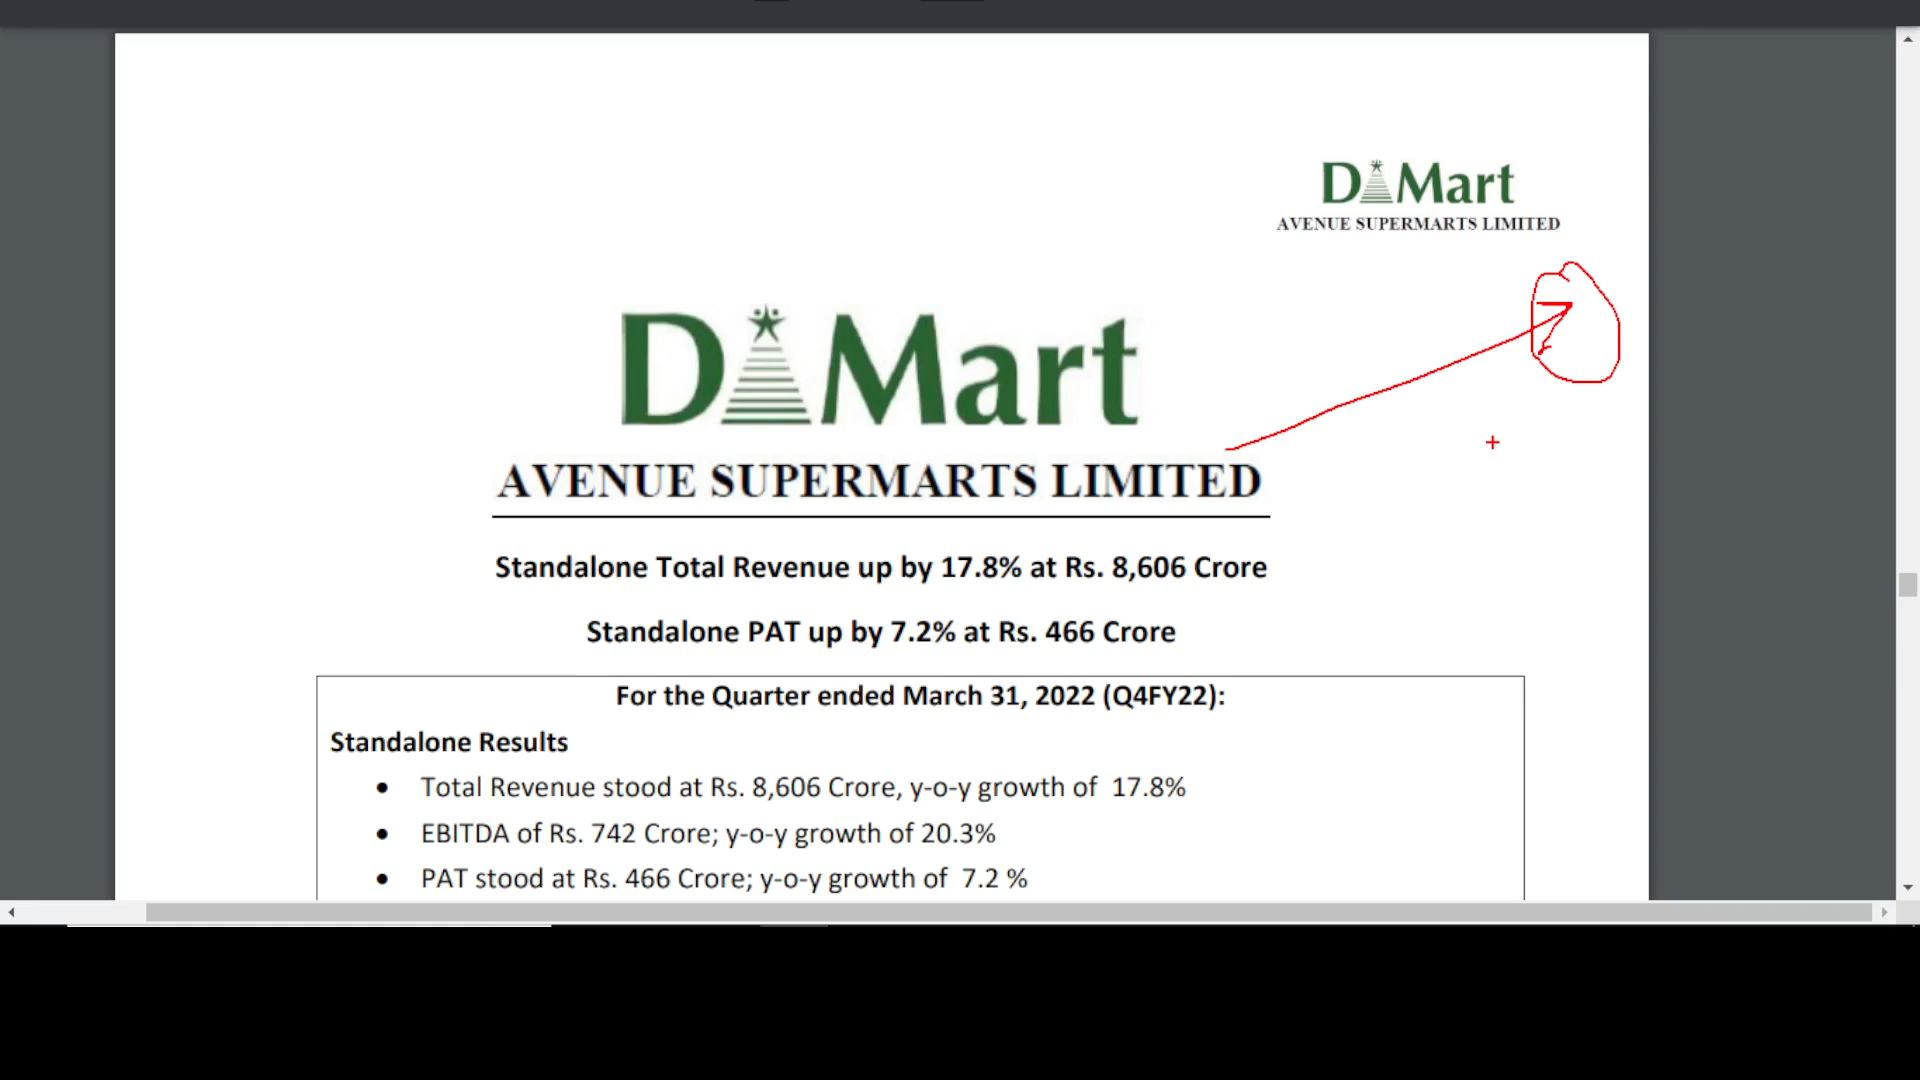 D Mart
AVENUE SUPERMARTS LIMITED
D Mart
AVENUE SUPERMARTS LIMITED
Standalone Total Revenue up by 17.8% at Rs. 8,606 Crore
Standalone PAT up by 7.2% at Rs. 466 Crore
For the Quarter ended March 31, 2022 (Q4FY22):
Standalone Results
• Total Revenue stood at Rs. 8,606 Crore, y-o-y growth of 17.8%
• EBITDA of Rs. 742 Crore; y-o-y growth of 20.3%
• PAT stood at Rs. 466 Crore; y-o-y growth of 7.2 %